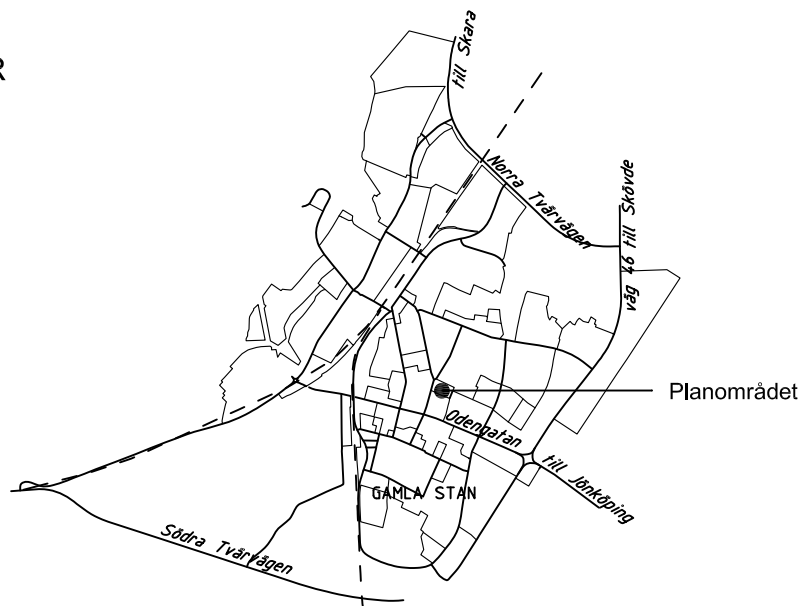 R
till Skara
Norra Tvärvägen
väg 46 till Skövde
Planområdet
Odengatan
till Jönköping
GAMLA STAN
Södra Tvärvägen